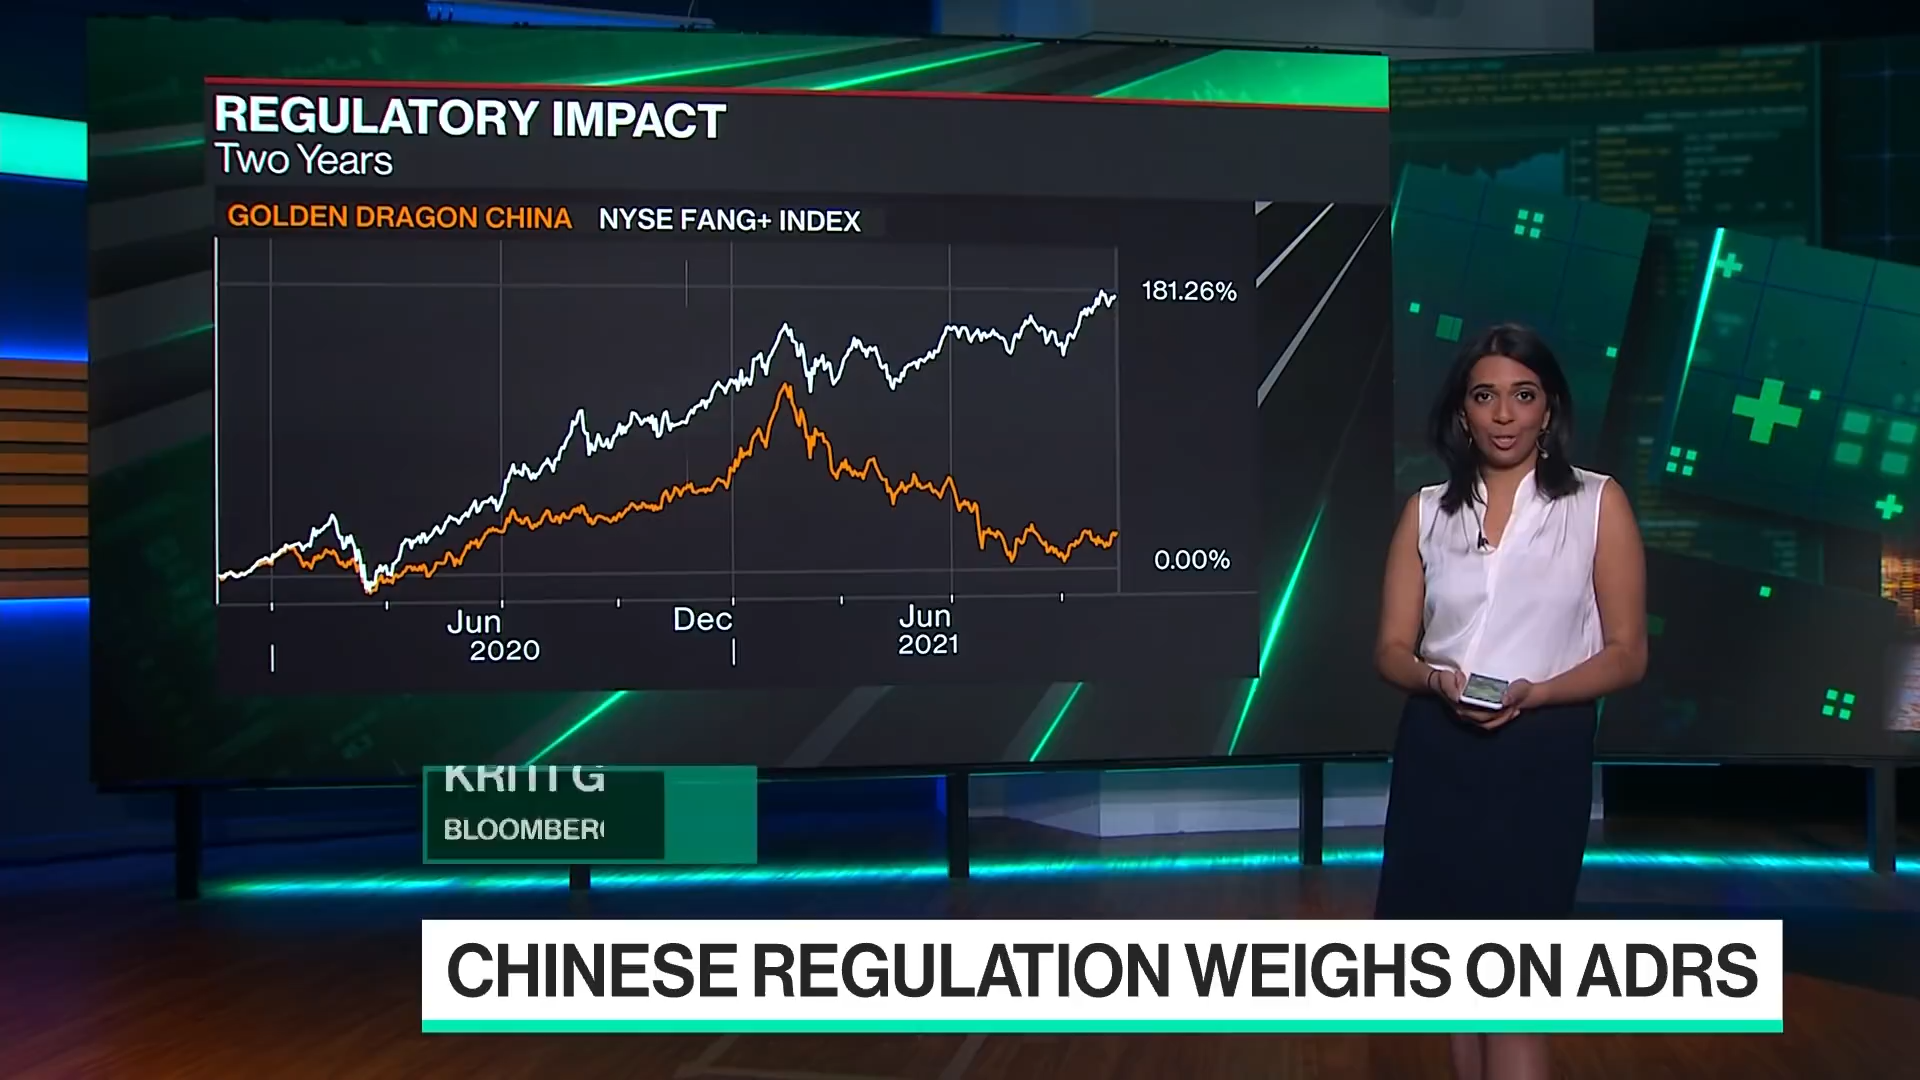 REGULATORY IMPACT
Two Years
GOLDEN DRAGON CHINA NYSE FANG+ INDEX
181.26%
0.00%
Jun Dec Jun
2020 2021
KRITI G
BLOOMBER
CHINESE REGULATION WEIGHS ON ADRS